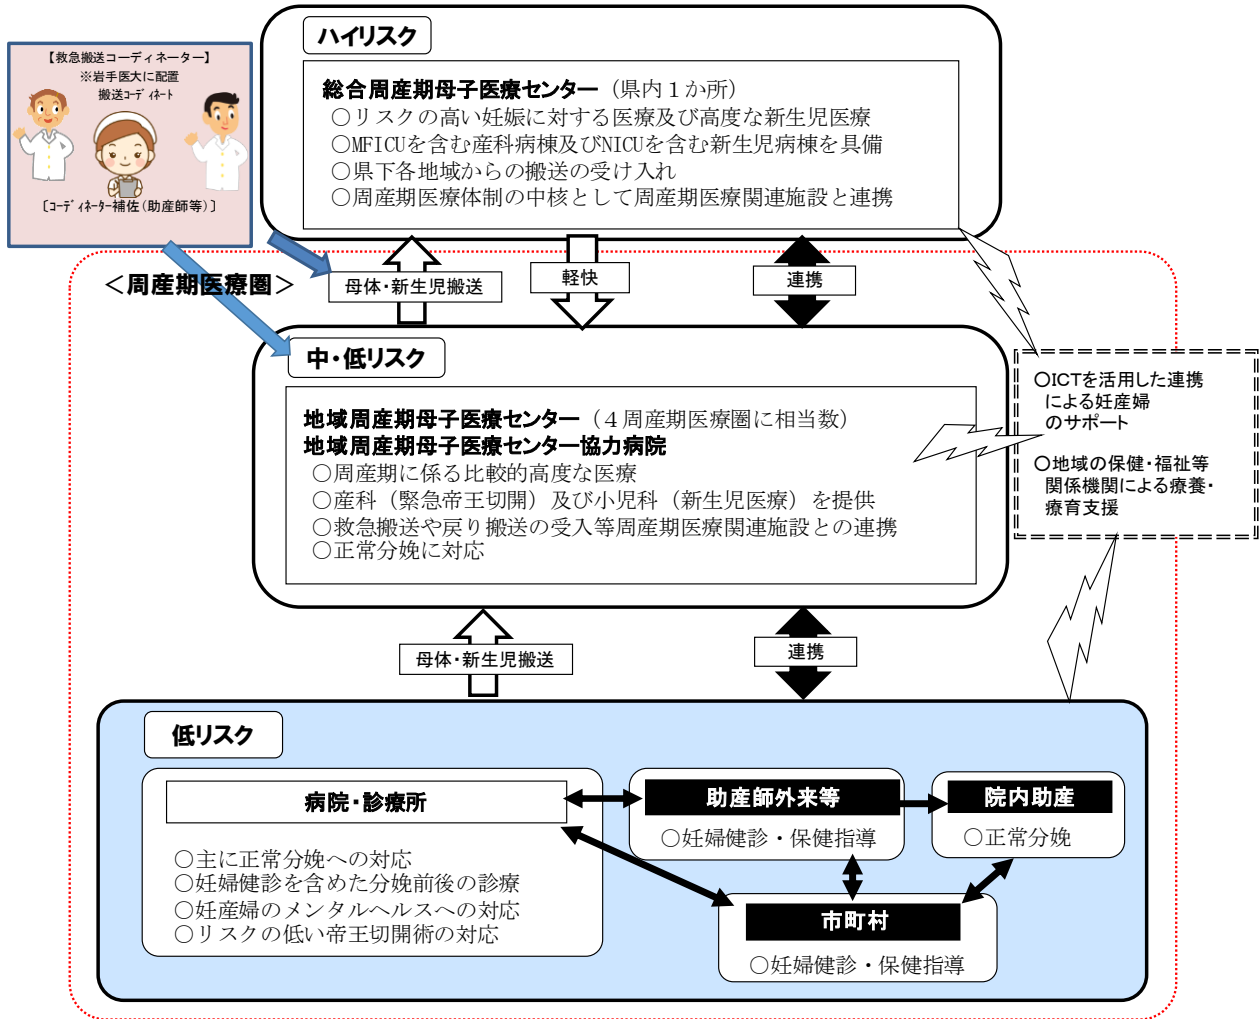 【救急搬送コーディネーター】
※岩手医大に配置
搬送ｺｰﾃﾞｨﾈｰﾄ
〔ｺｰﾃﾞｨﾈｰﾀｰ補佐(助産師等)〕
ハイリスク
総合周産期母子医療センター（県内１か所）
○リスクの高い妊娠に対する医療及び高度な新生児医療
○MFICUを含む産科病棟及びNICUを含む新生児病棟を具備
○県下各地域からの搬送の受け入れ
○周産期医療体制の中核として周産期医療関連施設と連携
＜周産期医療圏＞
母体・新生児搬送
軽快
連携
中・低リスク
地域周産期母子医療センター（４周産期医療圏に相当数）
地域周産期母子医療センター協力病院
○周産期に係る比較的高度な医療
○産科（緊急帝王切開）及び小児科（新生児医療）を提供
○救急搬送や戻り搬送の受入等周産期医療関連施設との連携
○正常分娩に対応
○ICTを活用した連携
による妊産婦
のサポート
○地域の保健・福祉等
関係機関による療養・
療育支援
母体・新生児搬送
連携
低リスク
病院・診療所
○主に正常分娩への対応
○妊婦健診を含めた分娩前後の診療
○妊産婦のメンタルヘルスへの対応
○リスクの低い帝王切開術の対応
助産師外来等
○妊婦健診・保健指導
院内助産
○正常分娩
市町村
○妊婦健診・保健指導